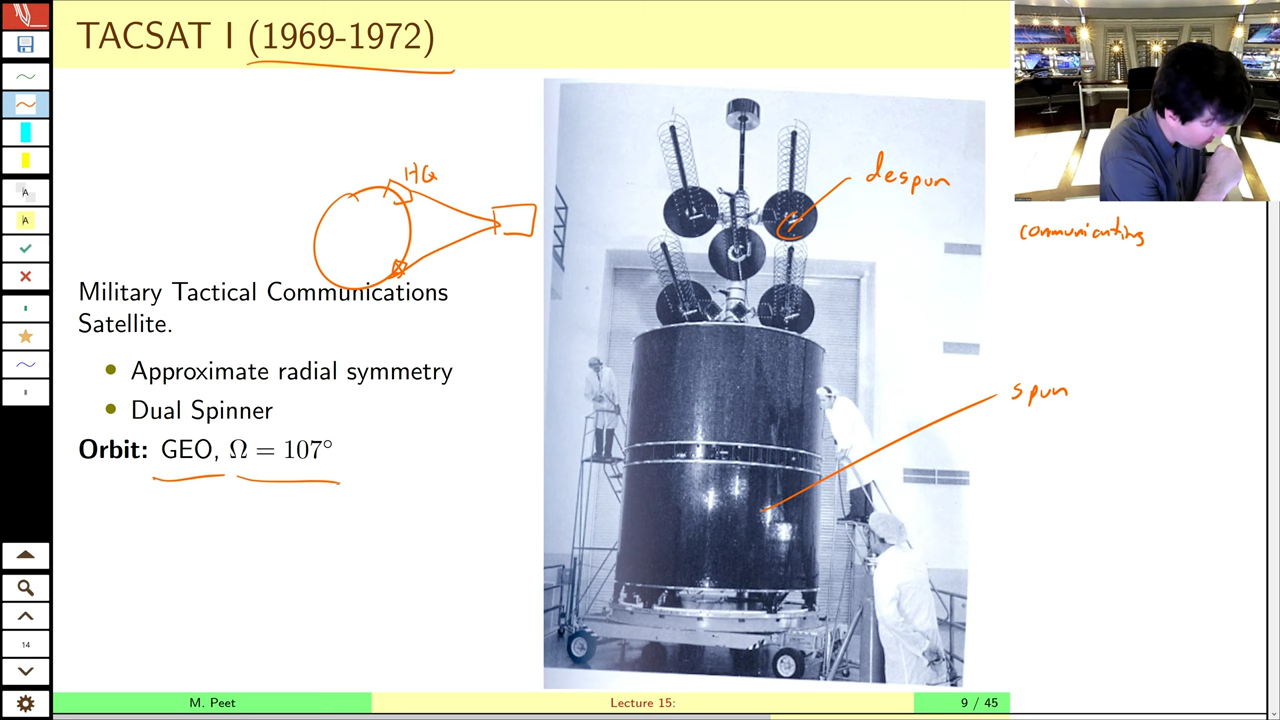 TACSAT I (1969-1972)
HQ
despun
communicating
Military Tactical Communications
Satellite.
• Approximate radial symmetry
• Dual Spinner
spun
Orbit: GEO, Ω = 107°
A
A
14
M. Peet
Lecture 15:
9 / 45